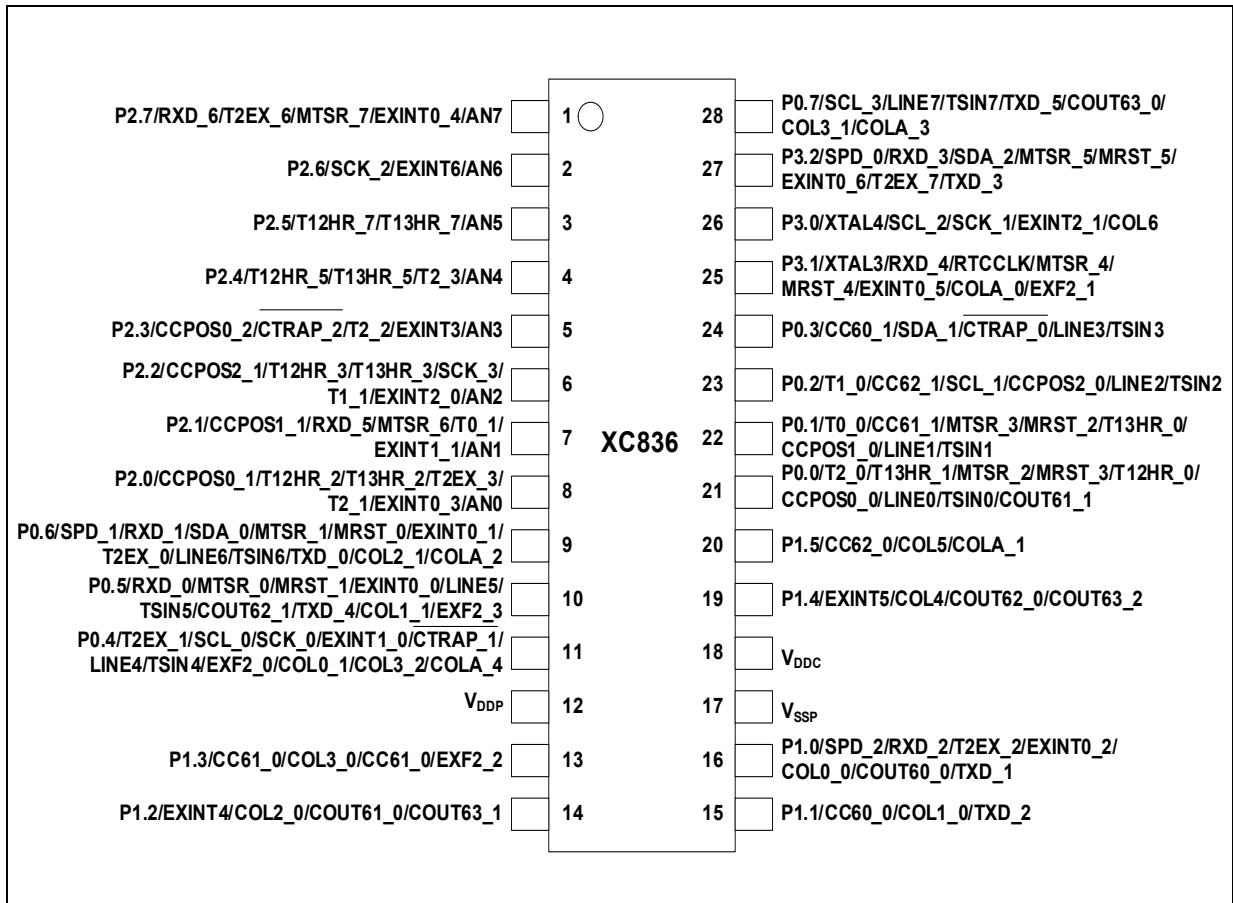 P2.7/RXD_6/T2EX_6/MTSR_7/EXINT0_4/AN7
1
28
P0.7/SCL_3/LINE7/TSIN7/TXD_5/COUT63_0/
COL3_1/COLA_3
P2.6/SCK_2/EXINT6/AN6
2
27
P3.2/SPD_0/RXD_3/SDA_2/MTSR_5/MRST_5/
EXINT0_6/T2EX_7/TXD_3
P2.5/T12HR_7/T13HR_7/AN5
3
26
P3.0/XTAL4/SCL_2/SCK_1/EXINT2_1/COL6
P2.4/T12HR_5/T13HR_5/T2_3/AN4
4
25
P3.1/XTAL3/RXD_4/RTCCLK/MTSR_4/
MRST_4/EXINT0_5/COLA_0/EXF2_1
P2.3/CCPOS0_2/CTRAP_2/T2_2/EXINT3/AN3
5
24
P0.3/CC60_1/SDA_1/CTRAP_0/LINE3/TSIN3
P2.2/CCPOS2_1/T12HR_3/T13HR_3/SCK_3/
T1_1/EXINT2_0/AN2
6
23
P0.2/T1_0/CC62_1/SCL_1/CCPOS2_0/LINE2/TSIN2
P2.1/CCPOS1_1/RXD_5/MTSR_6/T0_1/
EXINT1_1/AN1
7
XC836
22
P0.1/T0_0/CC61_1/MTSR_3/MRST_2/T13HR_0/
CCPOS1_0/LINE1/TSIN1
P2.0/CCPOS0_1/T12HR_2/T13HR_2/T2EX_3/
T2_1/EXINT0_3/AN0
8
21
P0.0/T2_0/T13HR_1/MTSR_2/MRST_3/T12HR_0/
CCPOS0_0/LINE0/TSIN0/COUT61_1
P0.6/SPD_1/RXD_1/SDA_0/MTSR_1/MRST_0/EXINT0_1/
T2EX_0/LINE6/TSIN6/TXD_0/COL2_1/COLA_2
9
20
P1.5/CC62_0/COL5/COLA_1
P0.5/RXD_0/MTSR_0/MRST_1/EXINT0_0/LINE5/
TSIN5/COUT62_1/TXD_4/COL1_1/EXF2_3
10
19
P1.4/EXINT5/COL4/COUT62_0/COUT63_2
P0.4/T2EX_1/SCL_0/SCK_0/EXINT1_0/CTRAP_1/
LINE4/TSIN4/EXF2_0/COL0_1/COL3_2/COLA_4
11
18
VDDC
VDDP
12
17
VSSP
P1.3/CC61_0/COL3_0/CC61_0/EXF2_2
13
16
P1.0/SPD_2/RXD_2/T2EX_2/EXINT0_2/
COL0_0/COUT60_0/TXD_1
P1.2/EXINT4/COL2_0/COUT61_0/COUT63_1
14
15
P1.1/CC60_0/COL1_0/TXD_2